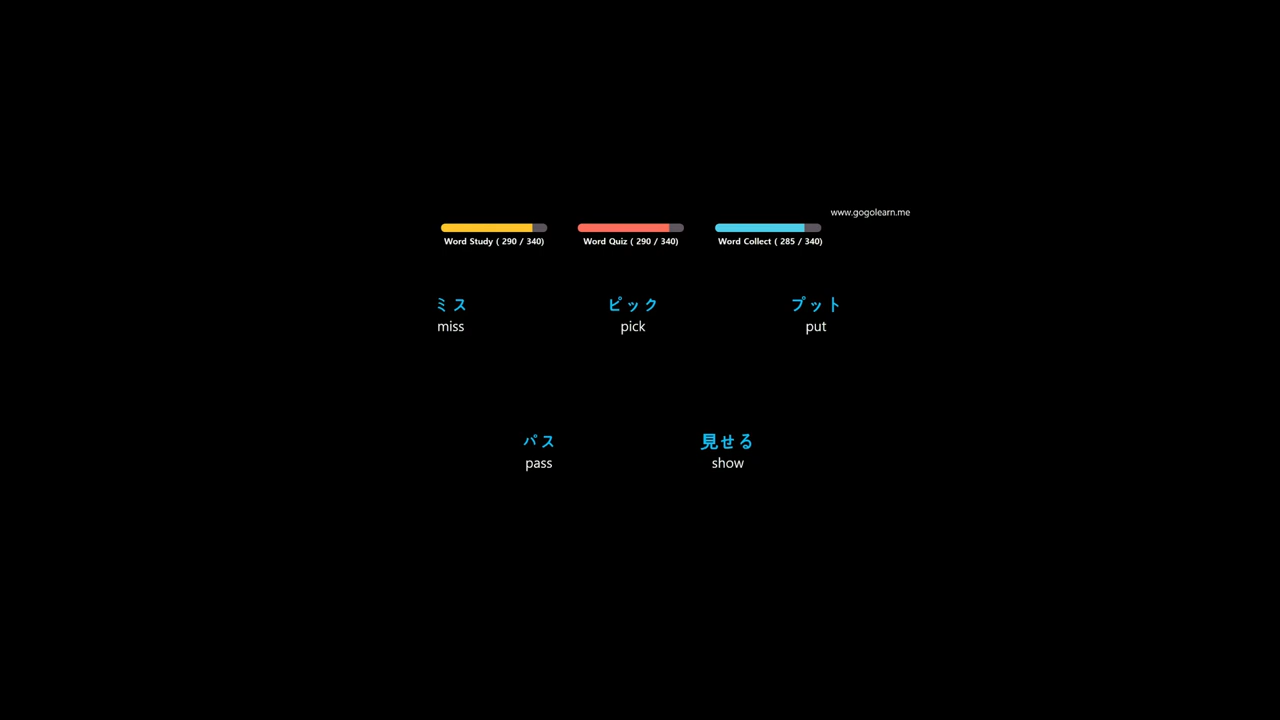 www.gogolearn.me
Word Study ( 290 / 340)
Word Quiz ( 290 / 340)
Word Collect ( 285 / 340)
ミス
miss
ピック
pick
プット
put
パス
pass
見せる
show